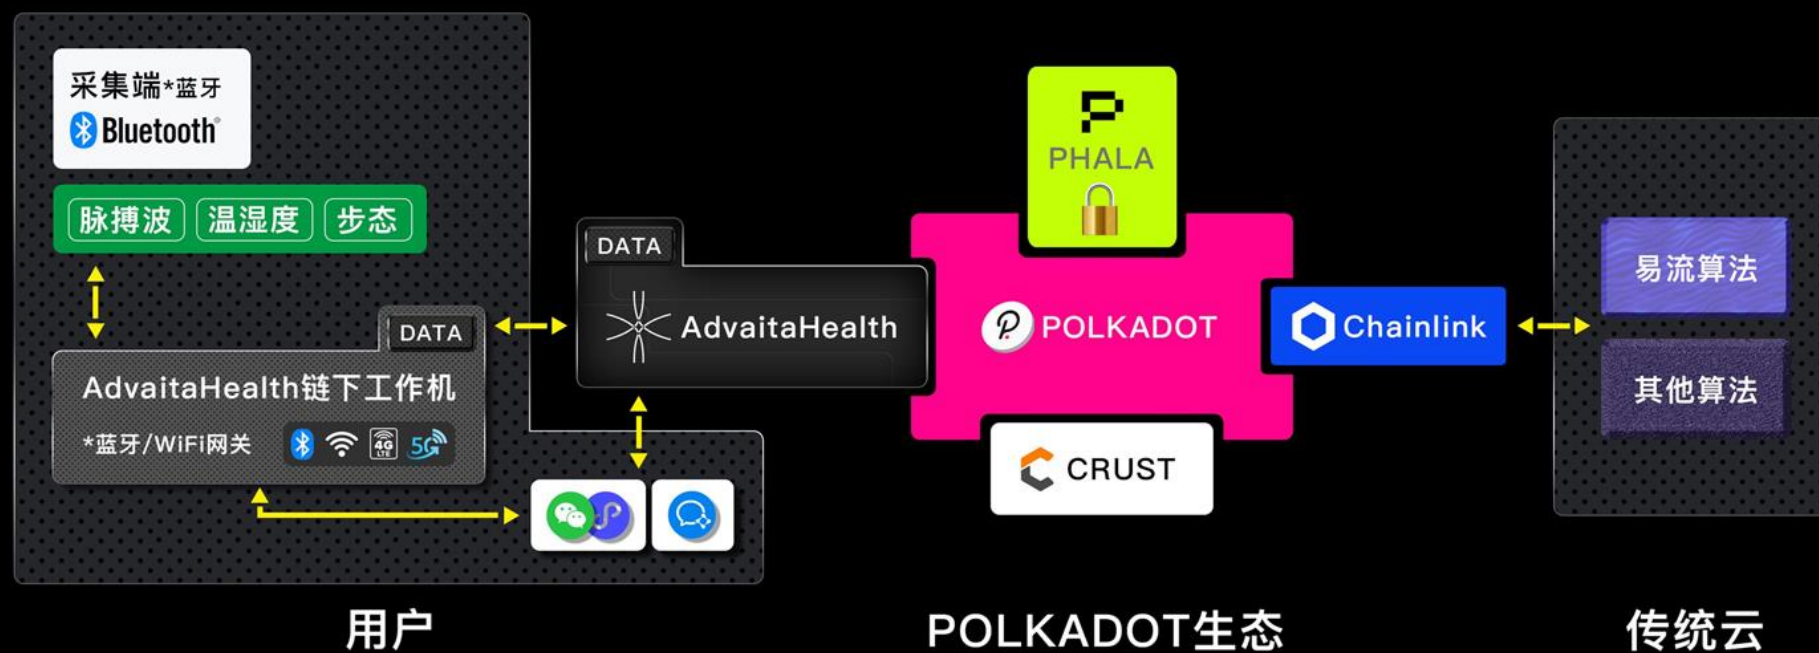 采集端*蓝牙
Bluetooth®
脉搏波 温湿度 步态
DATA
AdvaitaHealth链下工作机
*蓝牙/WiFi网关
4G
LTE
5G
DATA
AdvaitaHealth
PHALA
POLKADOT
Chainlink
CRUST
易流算法
其他算法
用户
POLKADOT生态
传统云